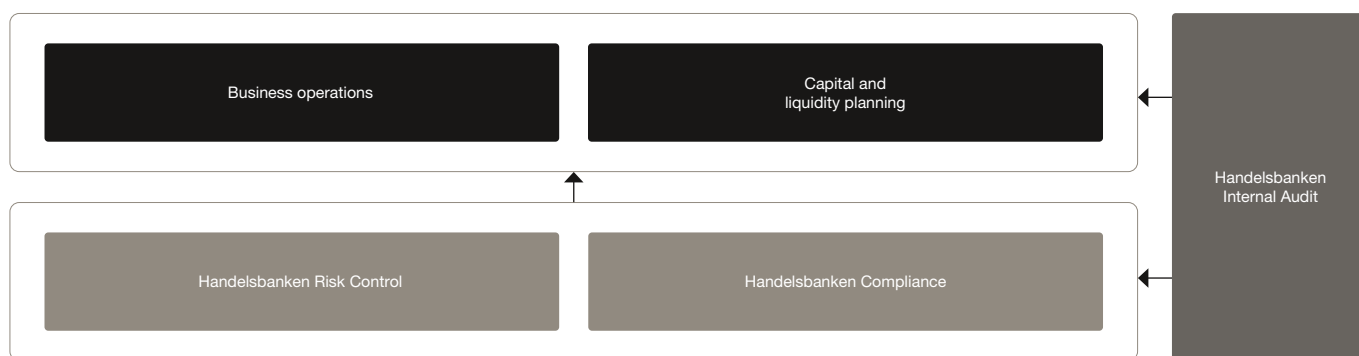 Business operations
Capital and
liquidity planning
Handelsbanken
Internal Audit
Handelsbanken Risk Control
Handelsbanken Compliance